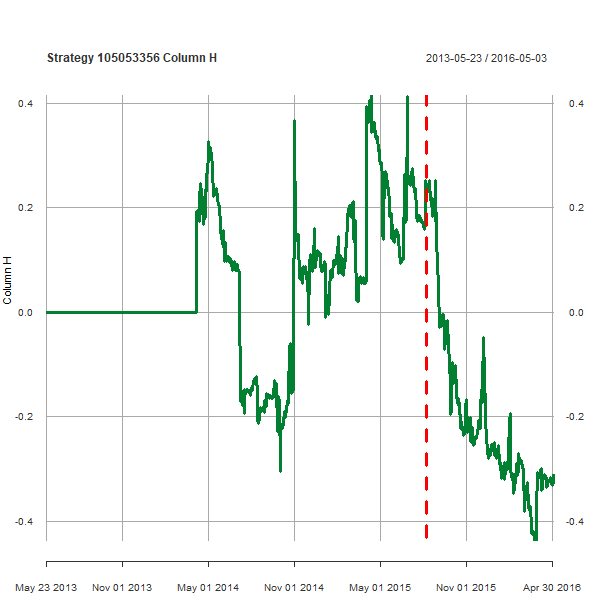 Strategy 105053356 Column H
2013-05-23 / 2016-05-03
0.4
0.4
0.2
0.2
Column H
0.0
0.0
-0.2
-0.2
-0.4
-0.4
May 23 2013
Nov 01 2013
May 01 2014
Nov 01 2014
May 01 2015
Nov 01 2015
Apr 30 2016